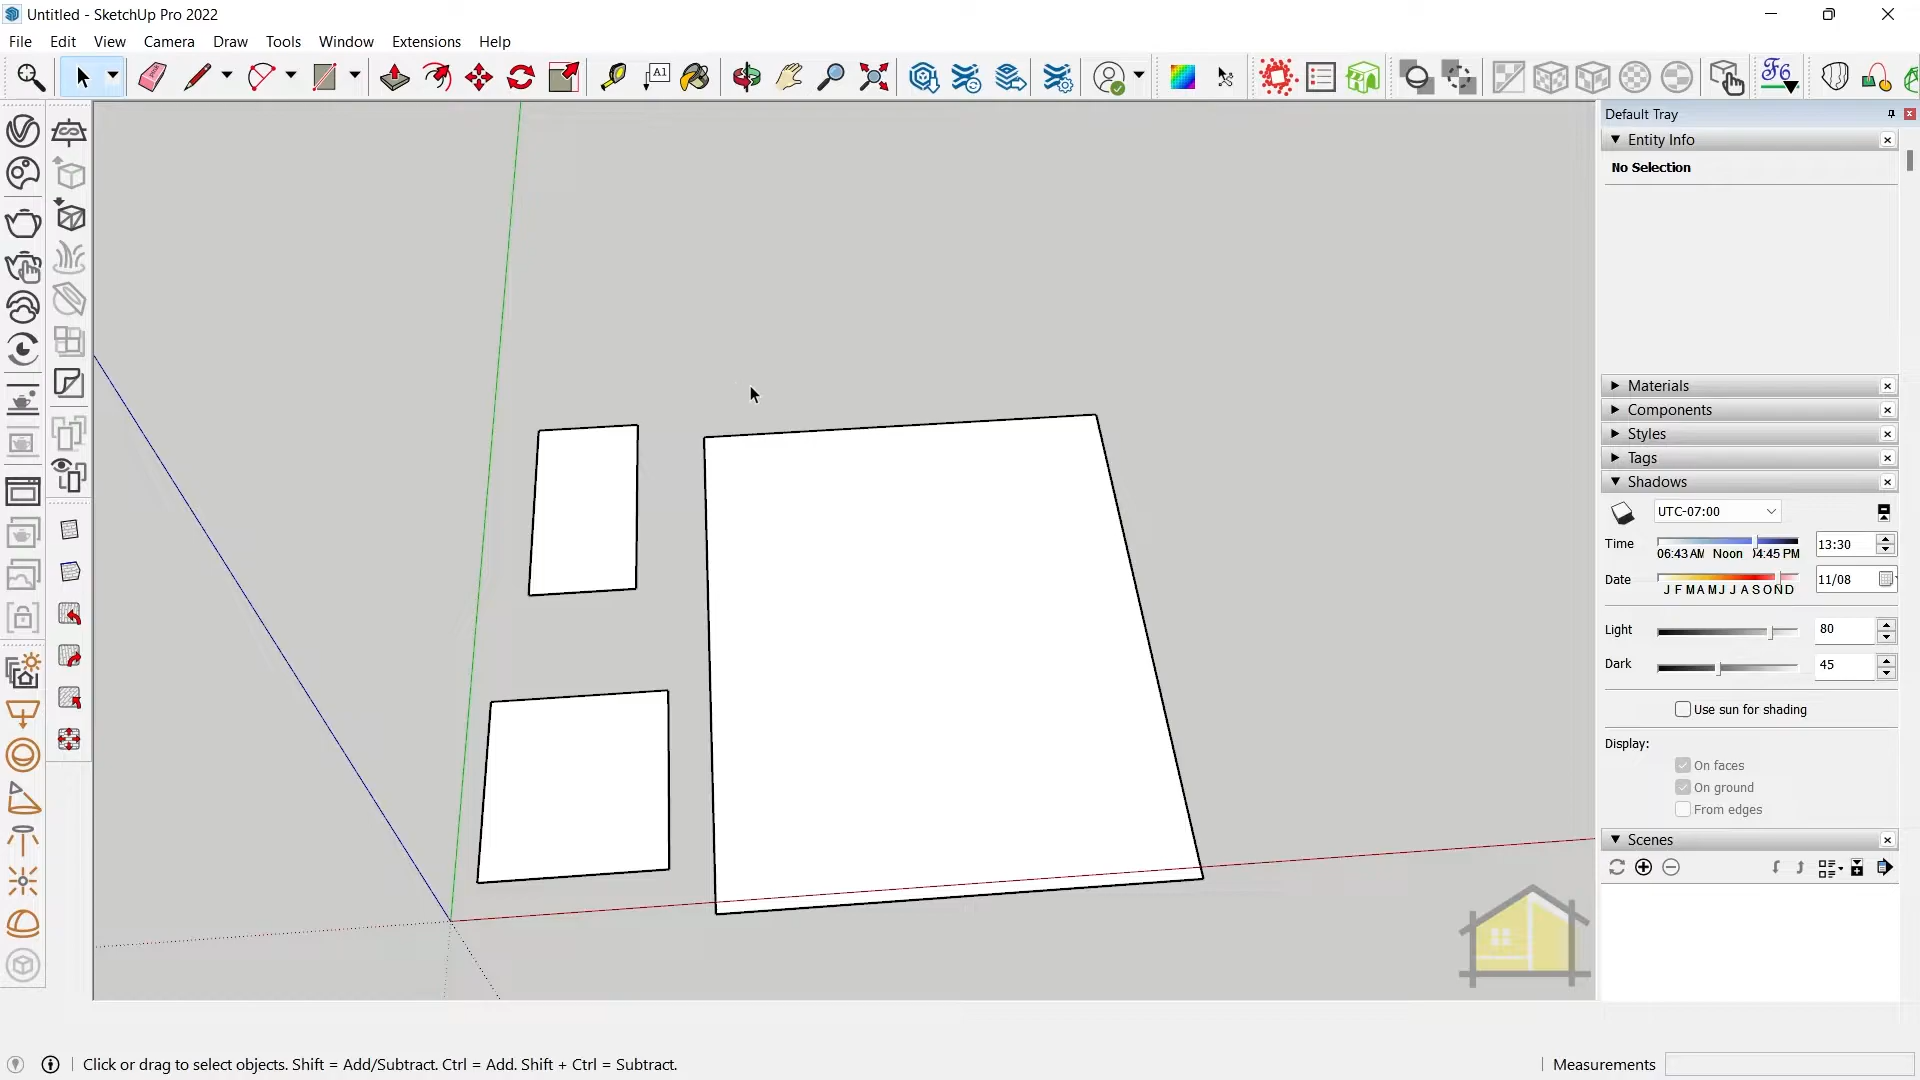 Untitled - SketchUp Pro 2022
File Edit View Camera Draw Tools Window Extensions Help
A1
F6
Default Tray
Entity Info
No Selection
Materials
Components
Styles
Tags
Shadows
UTC-07:00
Time 13:30
06:43 AM Noon 04:45 PM
Date 11/08
J F M A M J J A S O N D
Light 80
Dark 45
Use sun for shading
Display:
On faces
On ground
From edges
Scenes
Click or drag to select objects. Shift = Add/Subtract. Ctrl = Add. Shift + Ctrl = Subtract.
Measurements